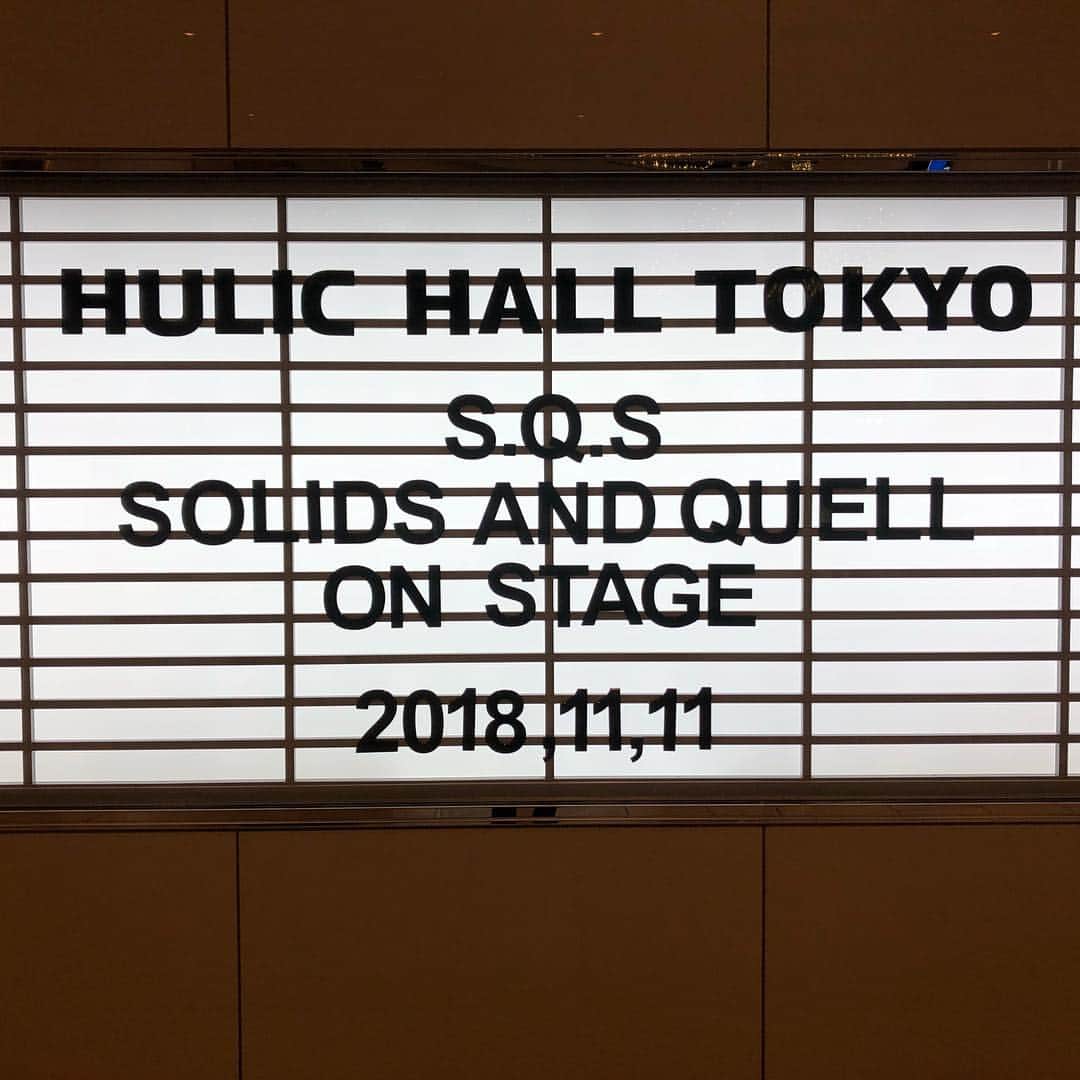 HULIC HALL TOKYO
S.Q.S
SOLIDS AND QUELL
ON STAGE
2018,11,11